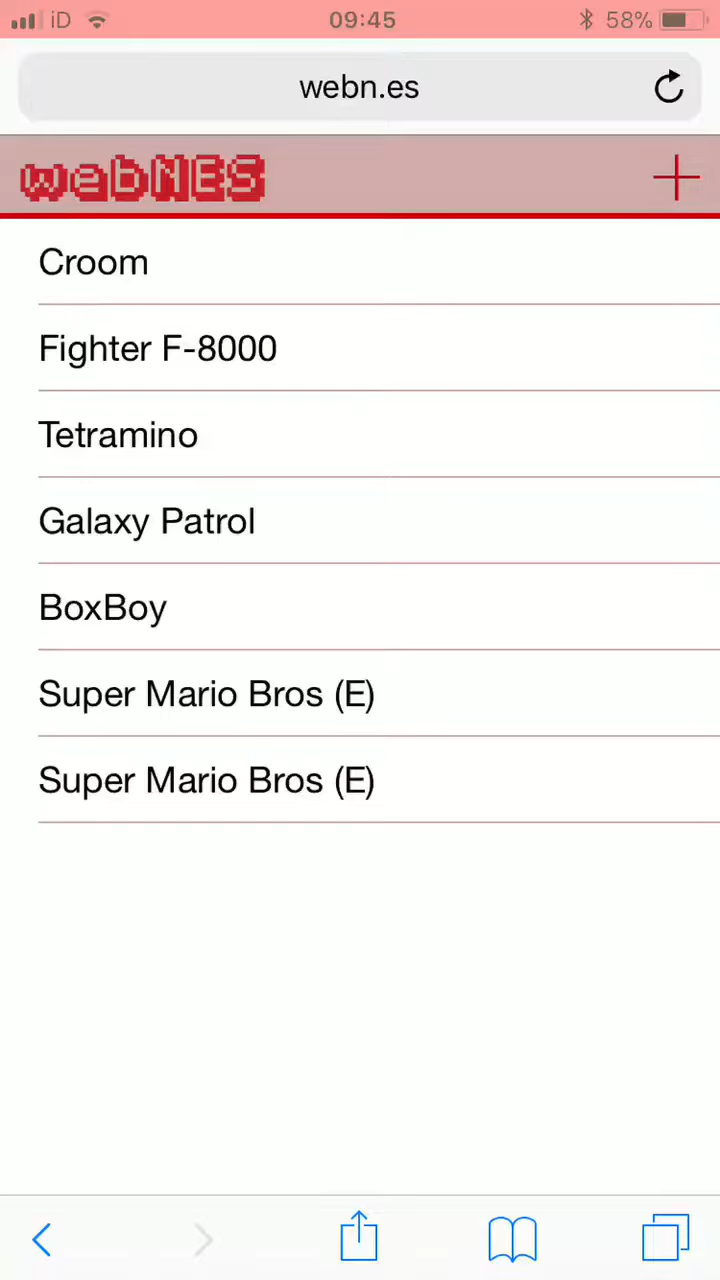 iD 09:45 58%
webn.es
webNES
Croom
Fighter F-8000
Tetramino
Galaxy Patrol
BoxBoy
Super Mario Bros (E)
Super Mario Bros (E)